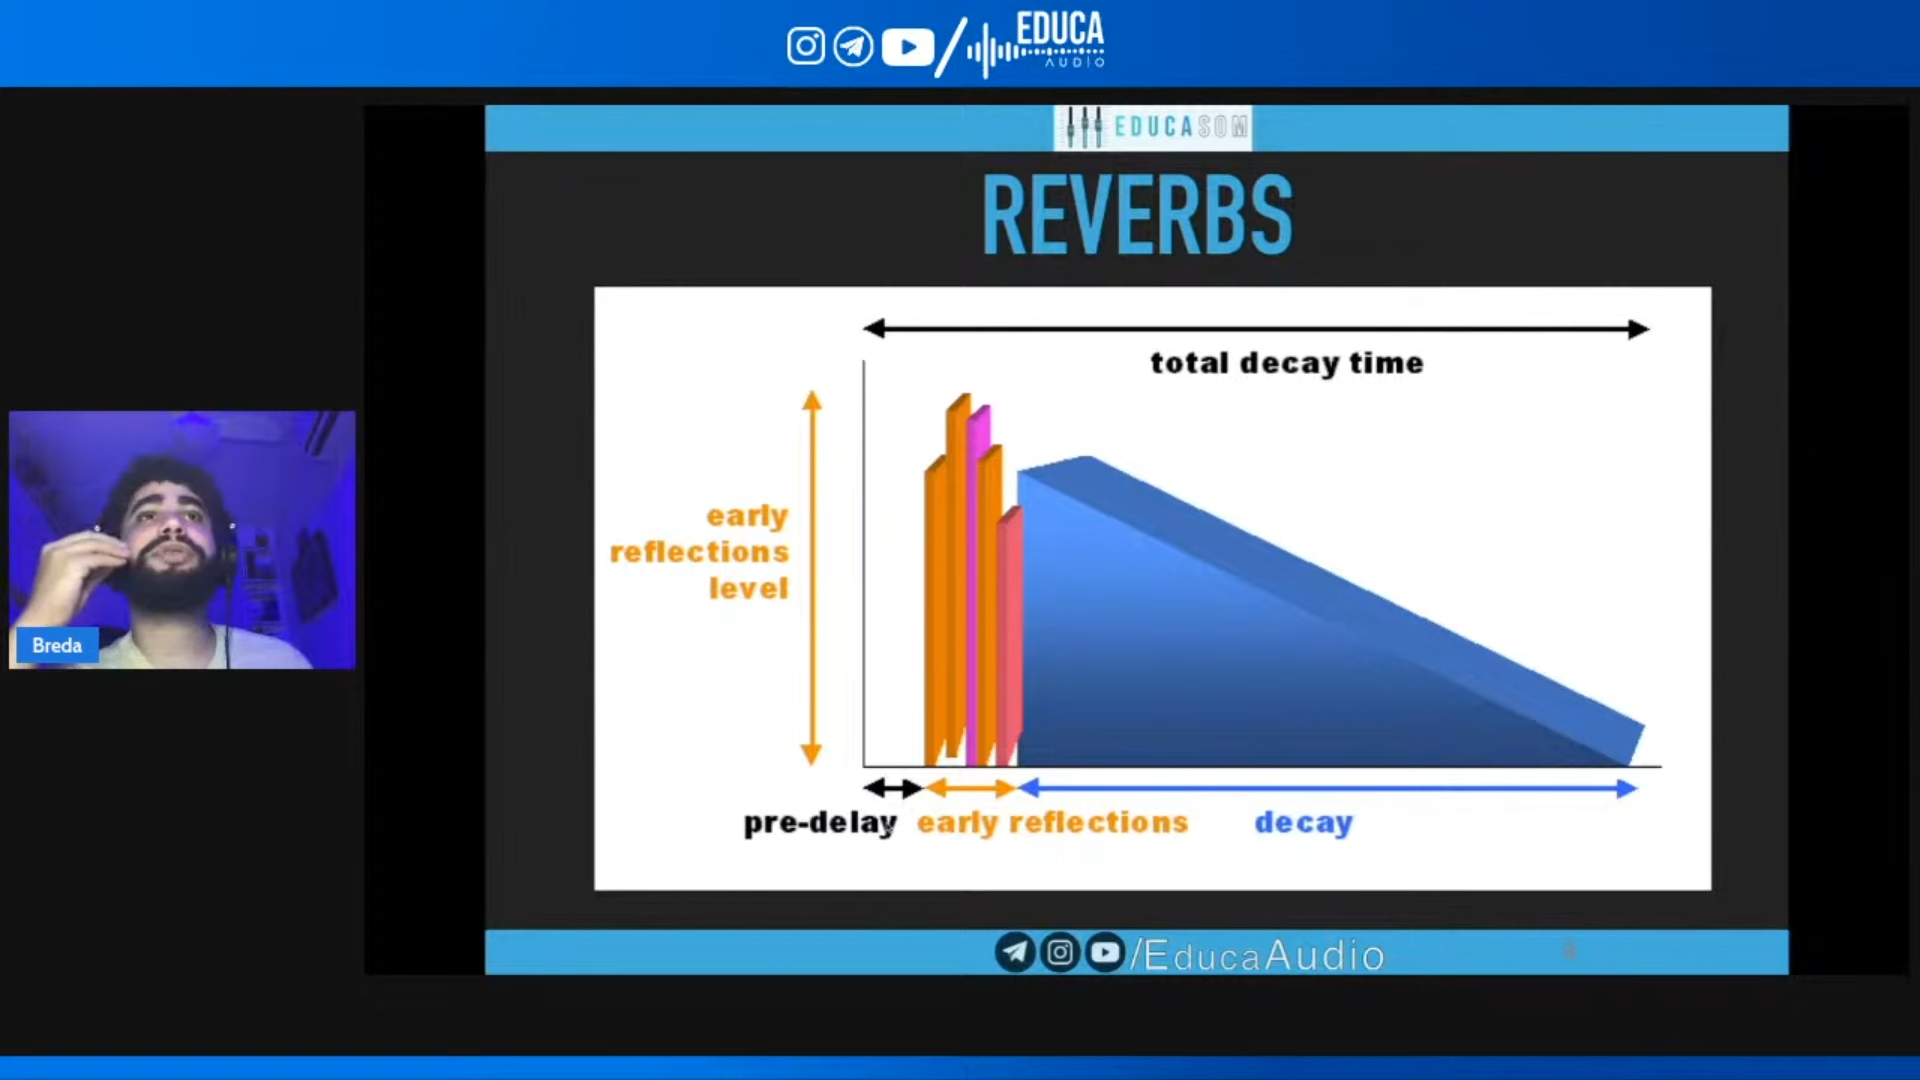 EDUCA
AUDIO
EDUCASOM
REVERBS
total decay time
early
reflections
level
Breda
pre-delay early reflections decay
/EducaAudio